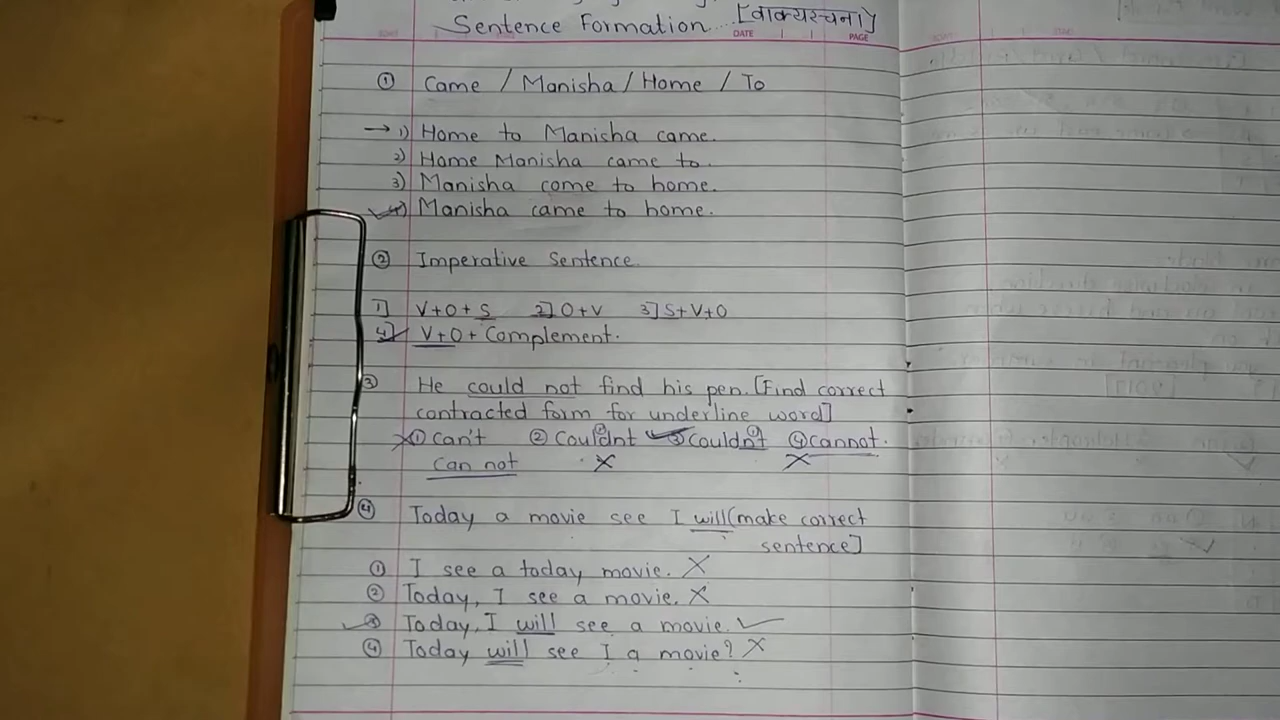 Sentence Formation [वाक्यरचना]
DATE PAGE
① Came / Manisha / Home / To
→ 1) Home to Manisha came.
2) Home Manisha came to.
3) Manisha come to home.
4) Manisha came to home.
② Imperative Sentence.
1] V+O+S 2] O+V 3] S+V+O
4] V+O+Complement.
③ He could not find his pen. [Find correct
contracted form for underline word]
① Can't ② Could'nt ③ Couldn't ④ cannot.
Can not
④ Today a movie see I will (make correct
sentence]
① I see a today movie. ✗
② Today, I see a movie. ✗
③ Today, I will see a movie. ✓
④ Today will see I a movie? ✗